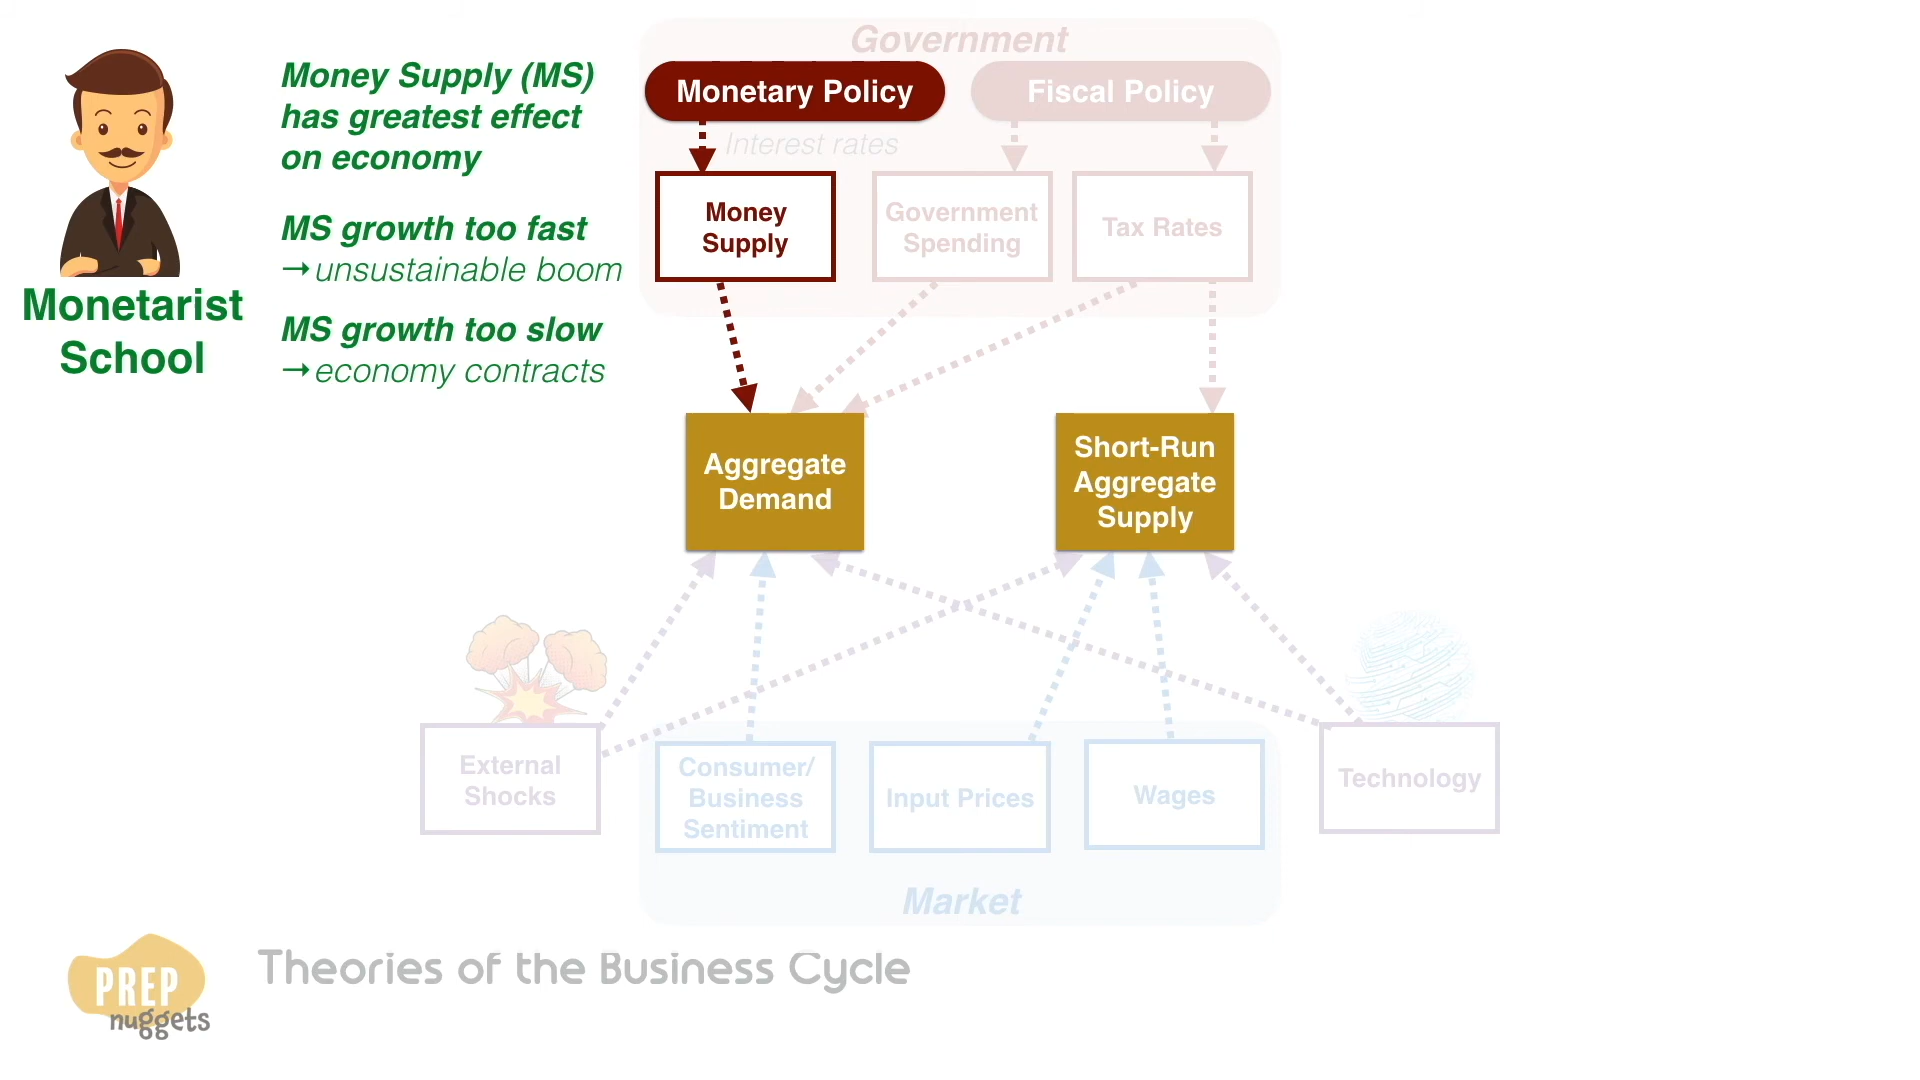 Government
Monetary Policy
Fiscal Policy
Interest rates
Money
Supply
Government
Spending
Tax Rates
Money Supply (MS)
has greatest effect
on economy
MS growth too fast
→unsustainable boom
MS growth too slow
→economy contracts
Monetarist
School
Aggregate
Demand
Short-Run
Aggregate
Supply
External
Shocks
Consumer/
Business
Sentiment
Input Prices
Wages
Technology
Market
PREP
nuggets
Theories of the Business Cycle